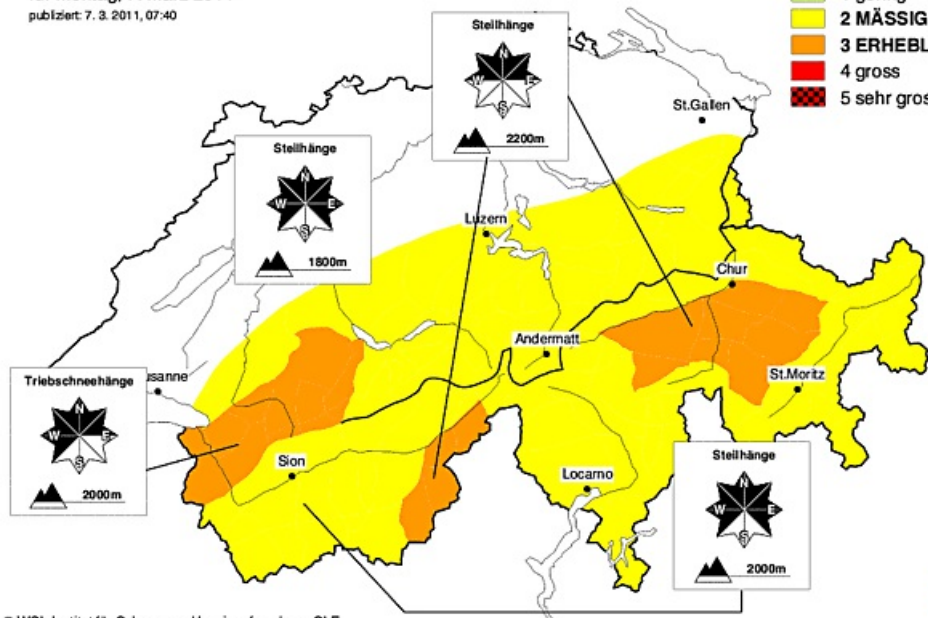 publiziert: 7. 3. 2011, 07:40
2 MÄSSIG
3 ERHEBL
4 gross
5 sehr gros
Steilhänge
N
W E
S
2200m
St.Gallen
Steilhänge
N
W E
S
1800m
Luzern
Chur
Andermatt
St.Moritz
usanne
Triebschneehänge
N
W E
S
2000m
Sion
Locarno
Steilhänge
N
W E
S
2000m